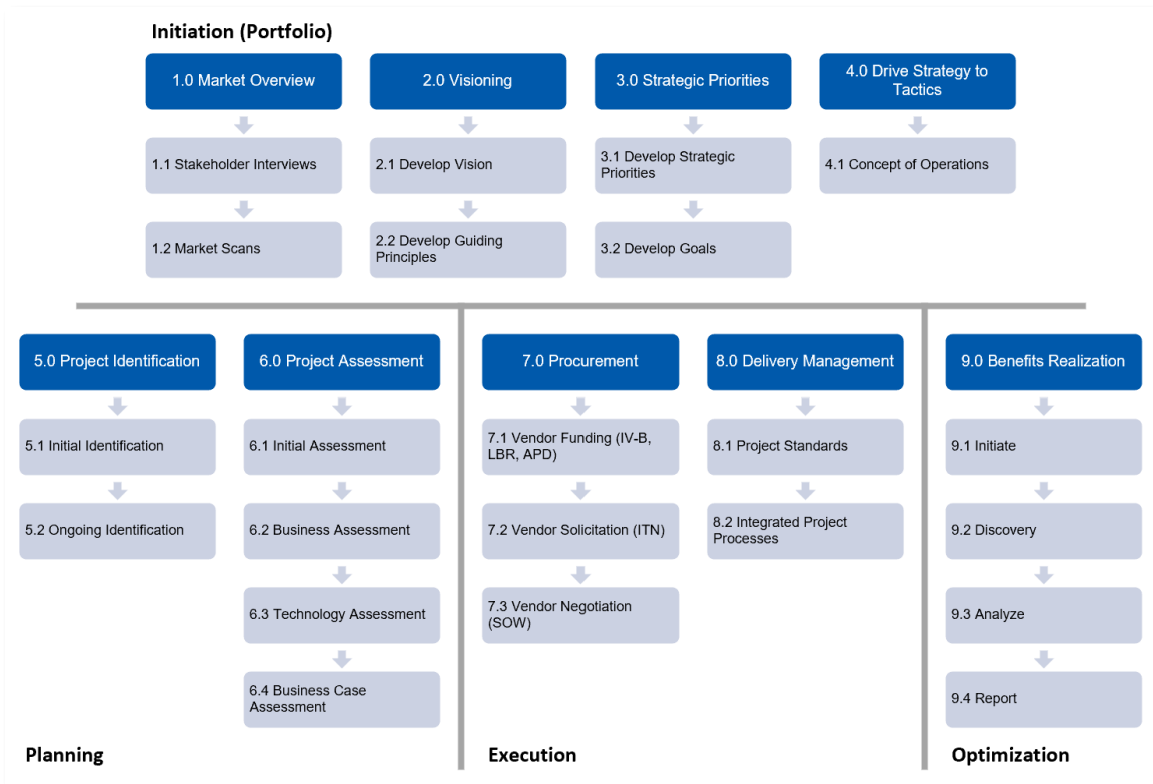 Initiation (Portfolio)
1.0 Market Overview
1.1 Stakeholder Interviews
1.2 Market Scans
2.0 Visioning
2.1 Develop Vision
2.2 Develop Guiding
Principles
3.0 Strategic Priorities
3.1 Develop Strategic
Priorities
3.2 Develop Goals
4.0 Drive Strategy to
Tactics
4.1 Concept of Operations
5.0 Project Identification
5.1 Initial Identification
5.2 Ongoing Identification
6.0 Project Assessment
6.1 Initial Assessment
6.2 Business Assessment
6.3 Technology Assessment
6.4 Business Case
Assessment
Planning
7.0 Procurement
7.1 Vendor Funding (IV-B,
LBR, APD)
7.2 Vendor Solicitation (ITN)
7.3 Vendor Negotiation
(SOW)
8.0 Delivery Management
8.1 Project Standards
8.2 Integrated Project
Processes
Execution
9.0 Benefits Realization
9.1 Initiate
9.2 Discovery
9.3 Analyze
9.4 Report
Optimization